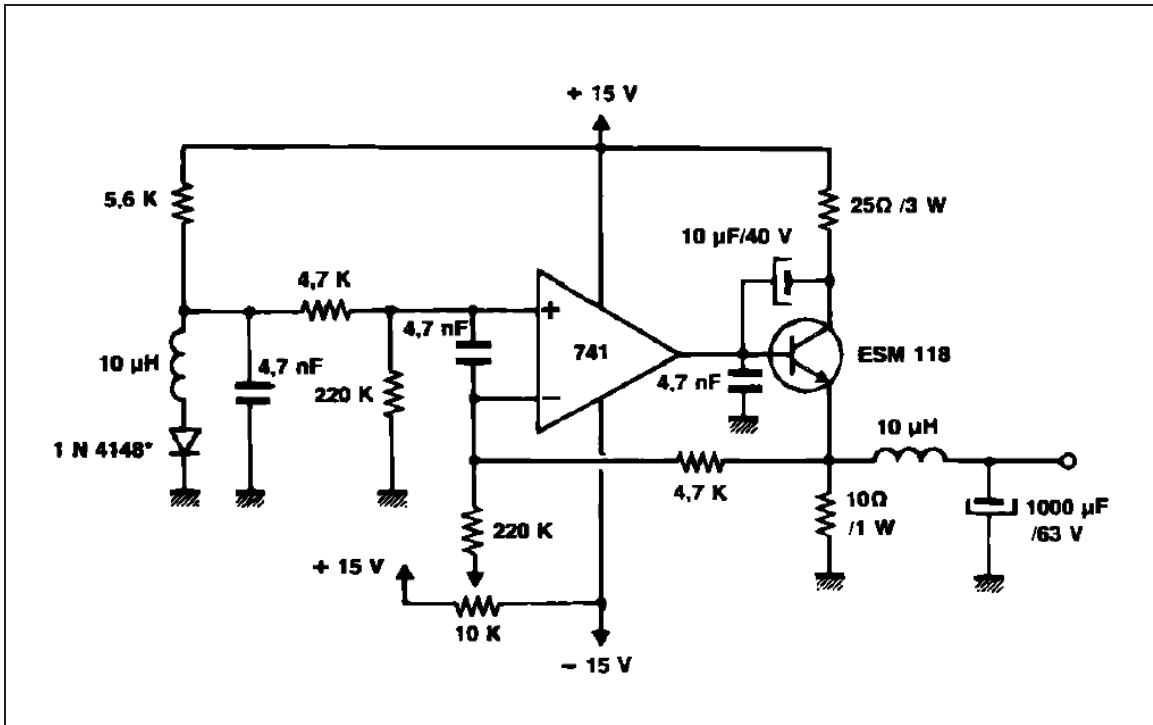 + 15 V
5,6 K
25Ω /3 W
10 µF/40 V
4,7 K
+
4,7 nF
741
ESM 118
10 µH
4,7 nF
220 K
4,7 nF
−
1 N 4148*
10 µH
4,7 K
10Ω
/1 W
1000 µF
/63 V
220 K
+ 15 V
10 K
− 15 V